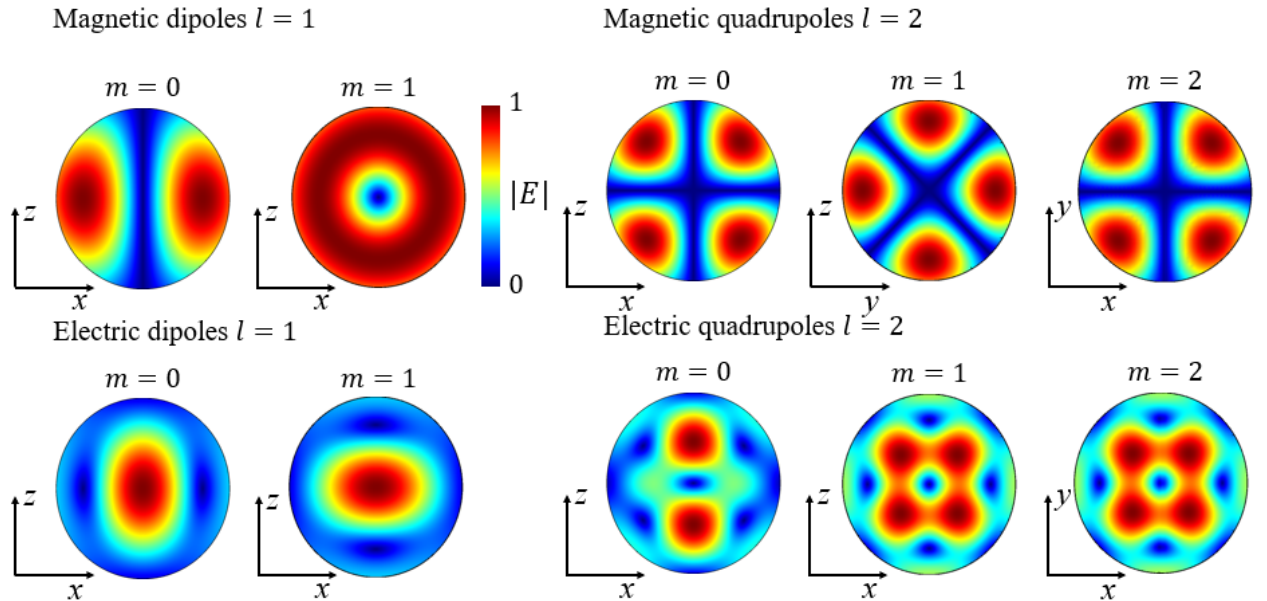 Magnetic dipoles l = 1
Magnetic quadrupoles l = 2
m = 0
m = 1
1
|E|
0
m = 0
m = 1
m = 2
z
x
z
x
z
x
z
y
y
x
Electric dipoles l = 1
Electric quadrupoles l = 2
m = 0
m = 1
m = 0
m = 1
m = 2
z
x
z
x
z
x
z
x
y
x